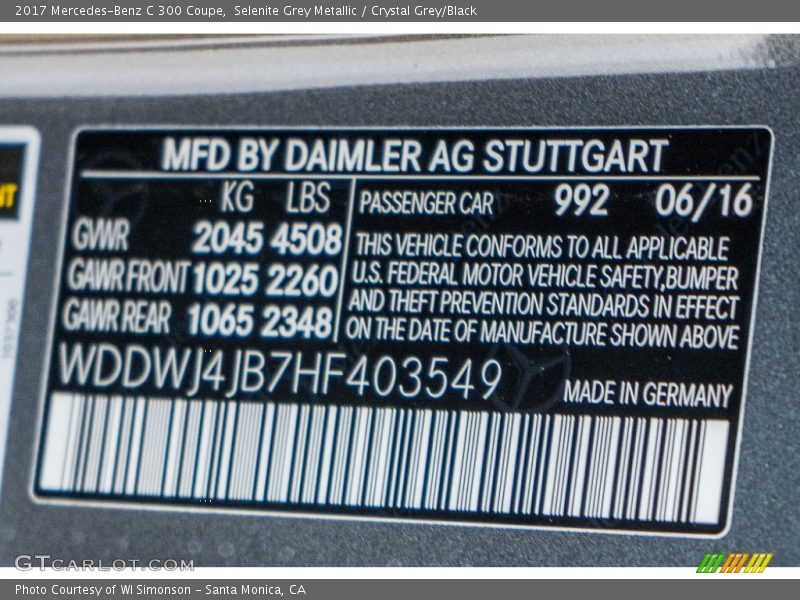 2017 Mercedes-Benz C 300 Coupe, Selenite Grey Metallic / Crystal Grey/Black
MFD BY DAIMLER AG STUTTGART
KG LBS
GWR 2045 4508
GAWR FRONT 1025 2260
GAWR REAR 1065 2348
PASSENGER CAR 992 06/16
THIS VEHICLE CONFORMS TO ALL APPLICABLE
U.S. FEDERAL MOTOR VEHICLE SAFETY, BUMPER
AND THEFT PREVENTION STANDARDS IN EFFECT
ON THE DATE OF MANUFACTURE SHOWN ABOVE
WDDWJ4JB7HF403549
MADE IN GERMANY
GTcarlot.com
Photo Courtesy of WI Simonson - Santa Monica, CA